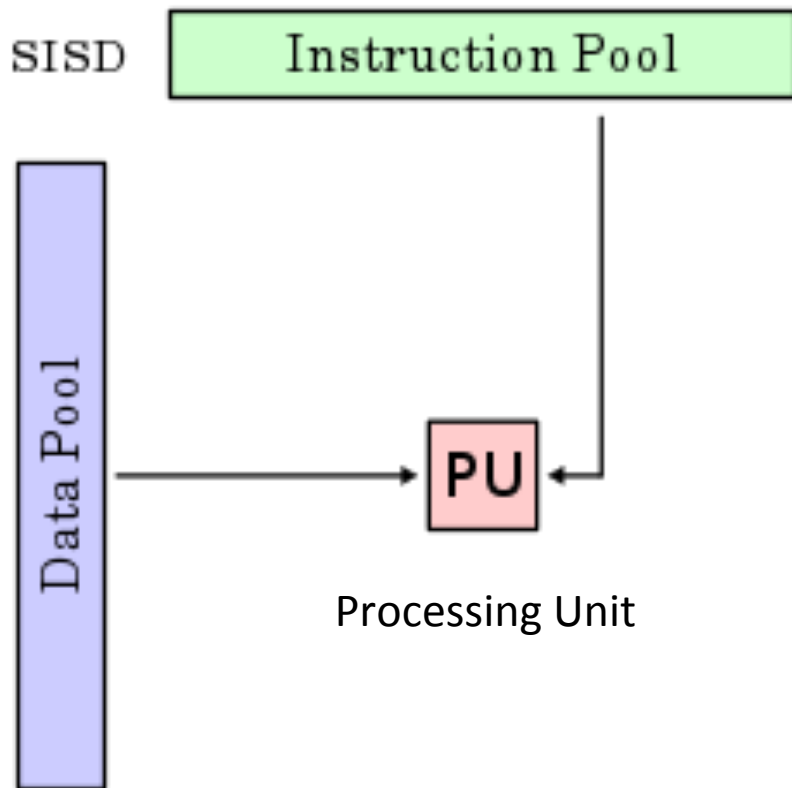 SISD
Instruction Pool
Data Pool
PU
Processing Unit